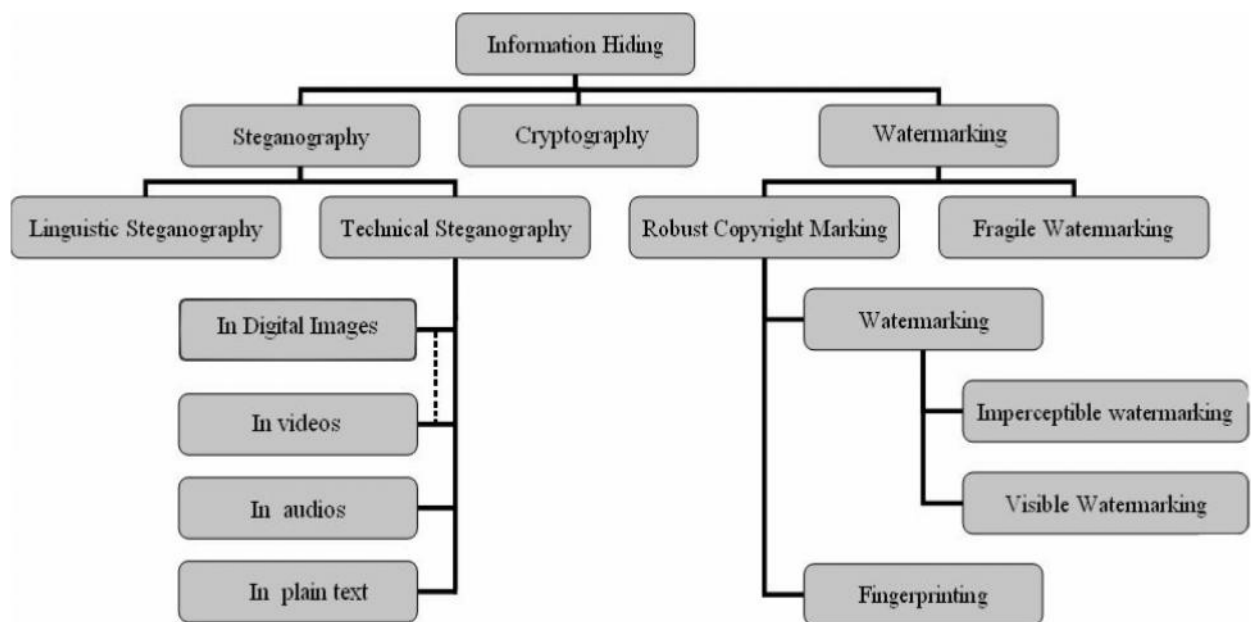 Information Hiding
Steganography
Cryptography
Watermarking
Linguistic Steganography
Technical Steganography
Robust Copyright Marking
Fragile Watermarking
In Digital Images
Watermarking
In videos
Imperceptible watermarking
In audios
Visible Watermarking
In plain text
Fingerprinting